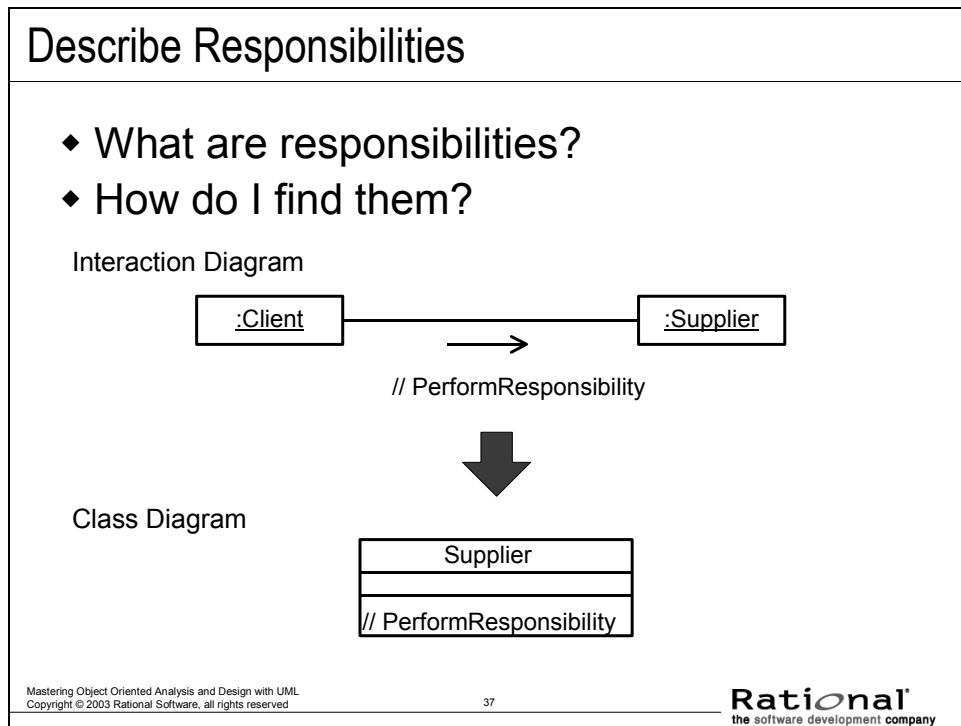 Describe Responsibilities
◆ What are responsibilities?
◆ How do I find them?
Interaction Diagram
:Client
:Supplier
// PerformResponsibility
Class Diagram
Supplier
// PerformResponsibility
Mastering Object Oriented Analysis and Design with UML
Copyright © 2003 Rational Software, all rights reserved
37
Rational
the software development company